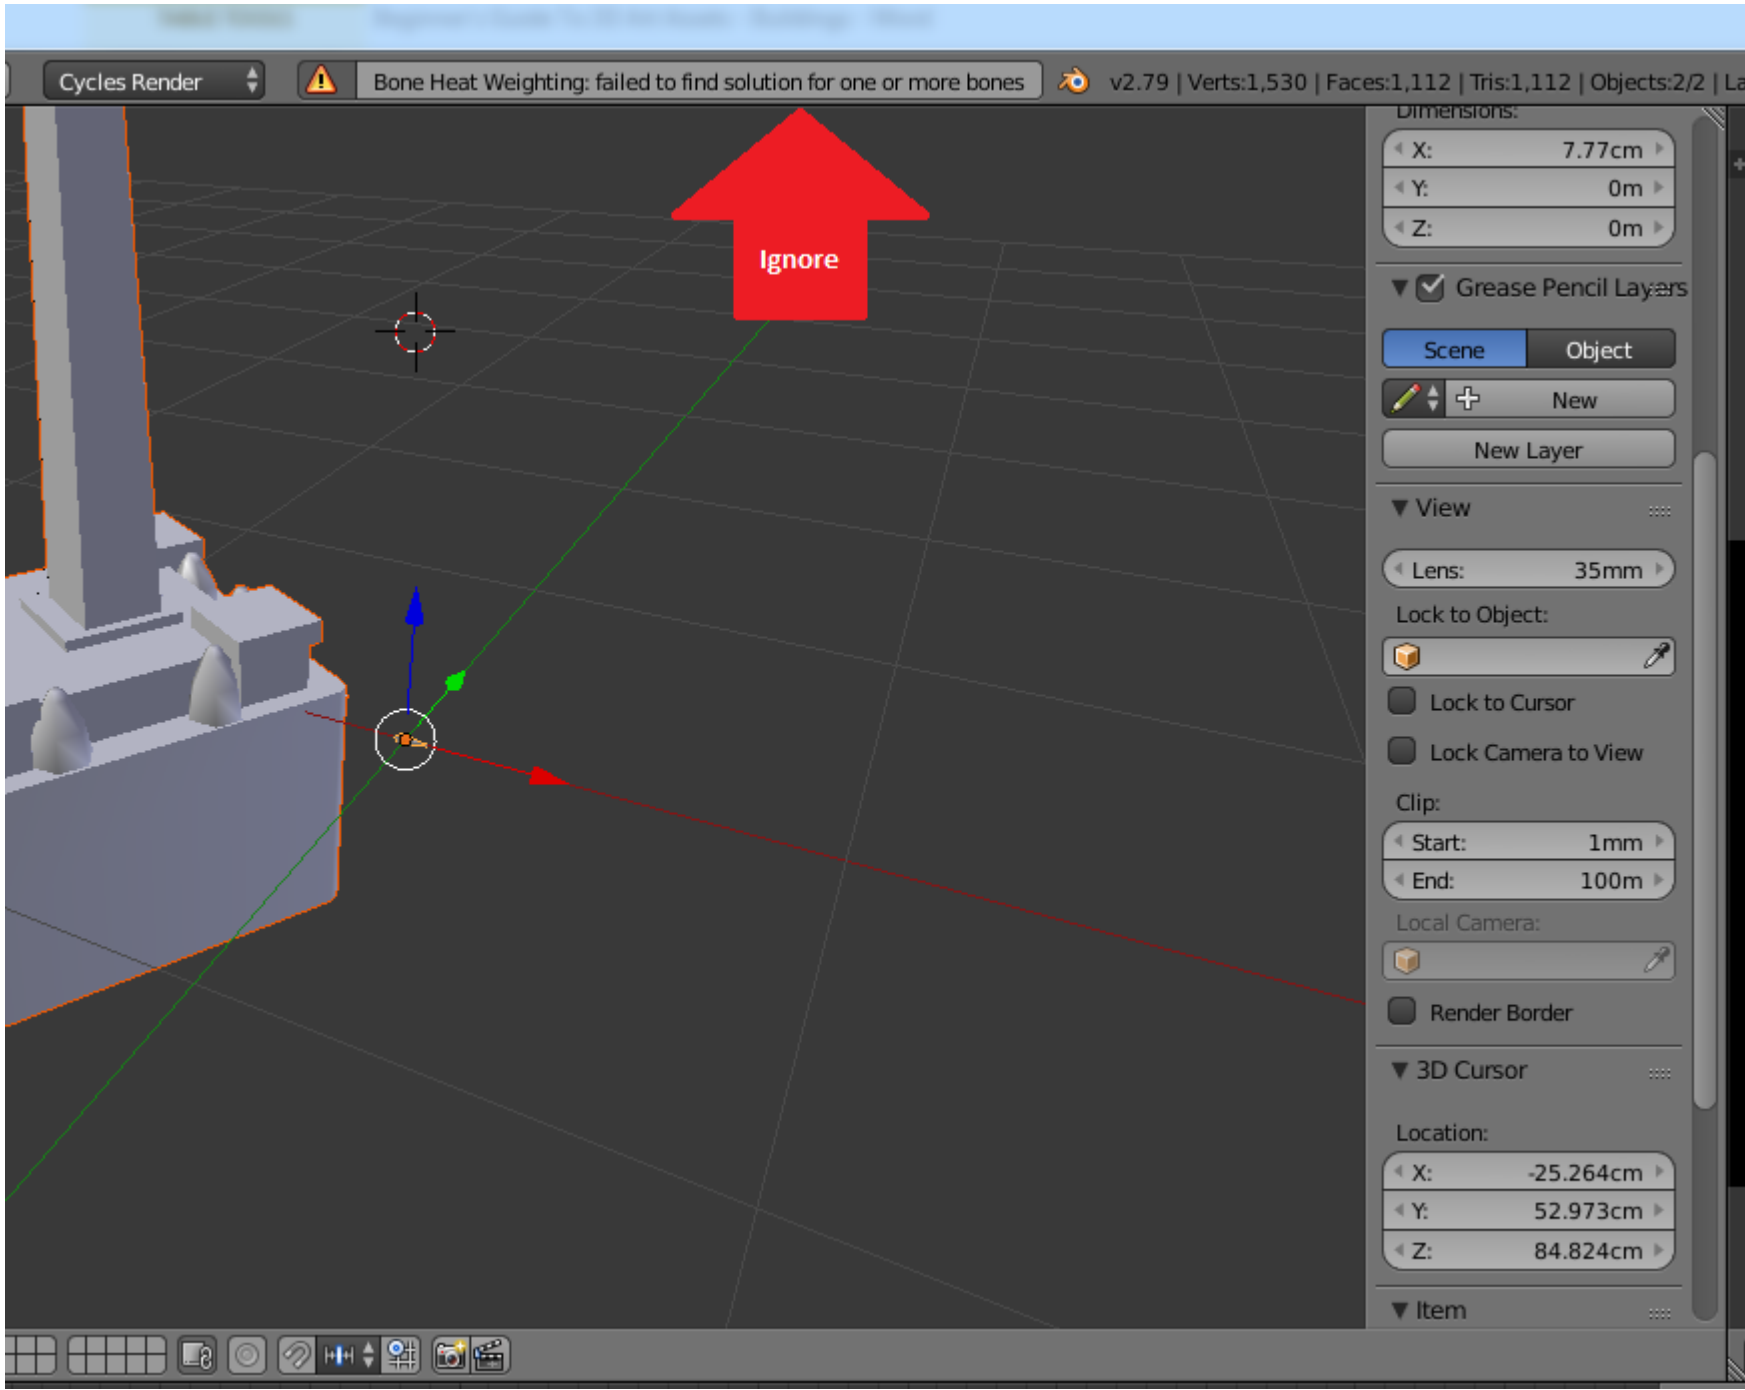 Cycles Render
Bone Heat Weighting: failed to find solution for one or more bones
v2.79 | Verts:1,530 | Faces:1,112 | Tris:1,112 | Objects:2/2 | La
Dimensions:
X: 7.77cm
Y: 0m
Z: 0m
Ignore
Grease Pencil Layers
Scene Object
New
New Layer
View
Lens: 35mm
Lock to Object:
Lock to Cursor
Lock Camera to View
Clip:
Start: 1mm
End: 100m
Local Camera:
Render Border
3D Cursor
Location:
X: -25.264cm
Y: 52.973cm
Z: 84.824cm
Item